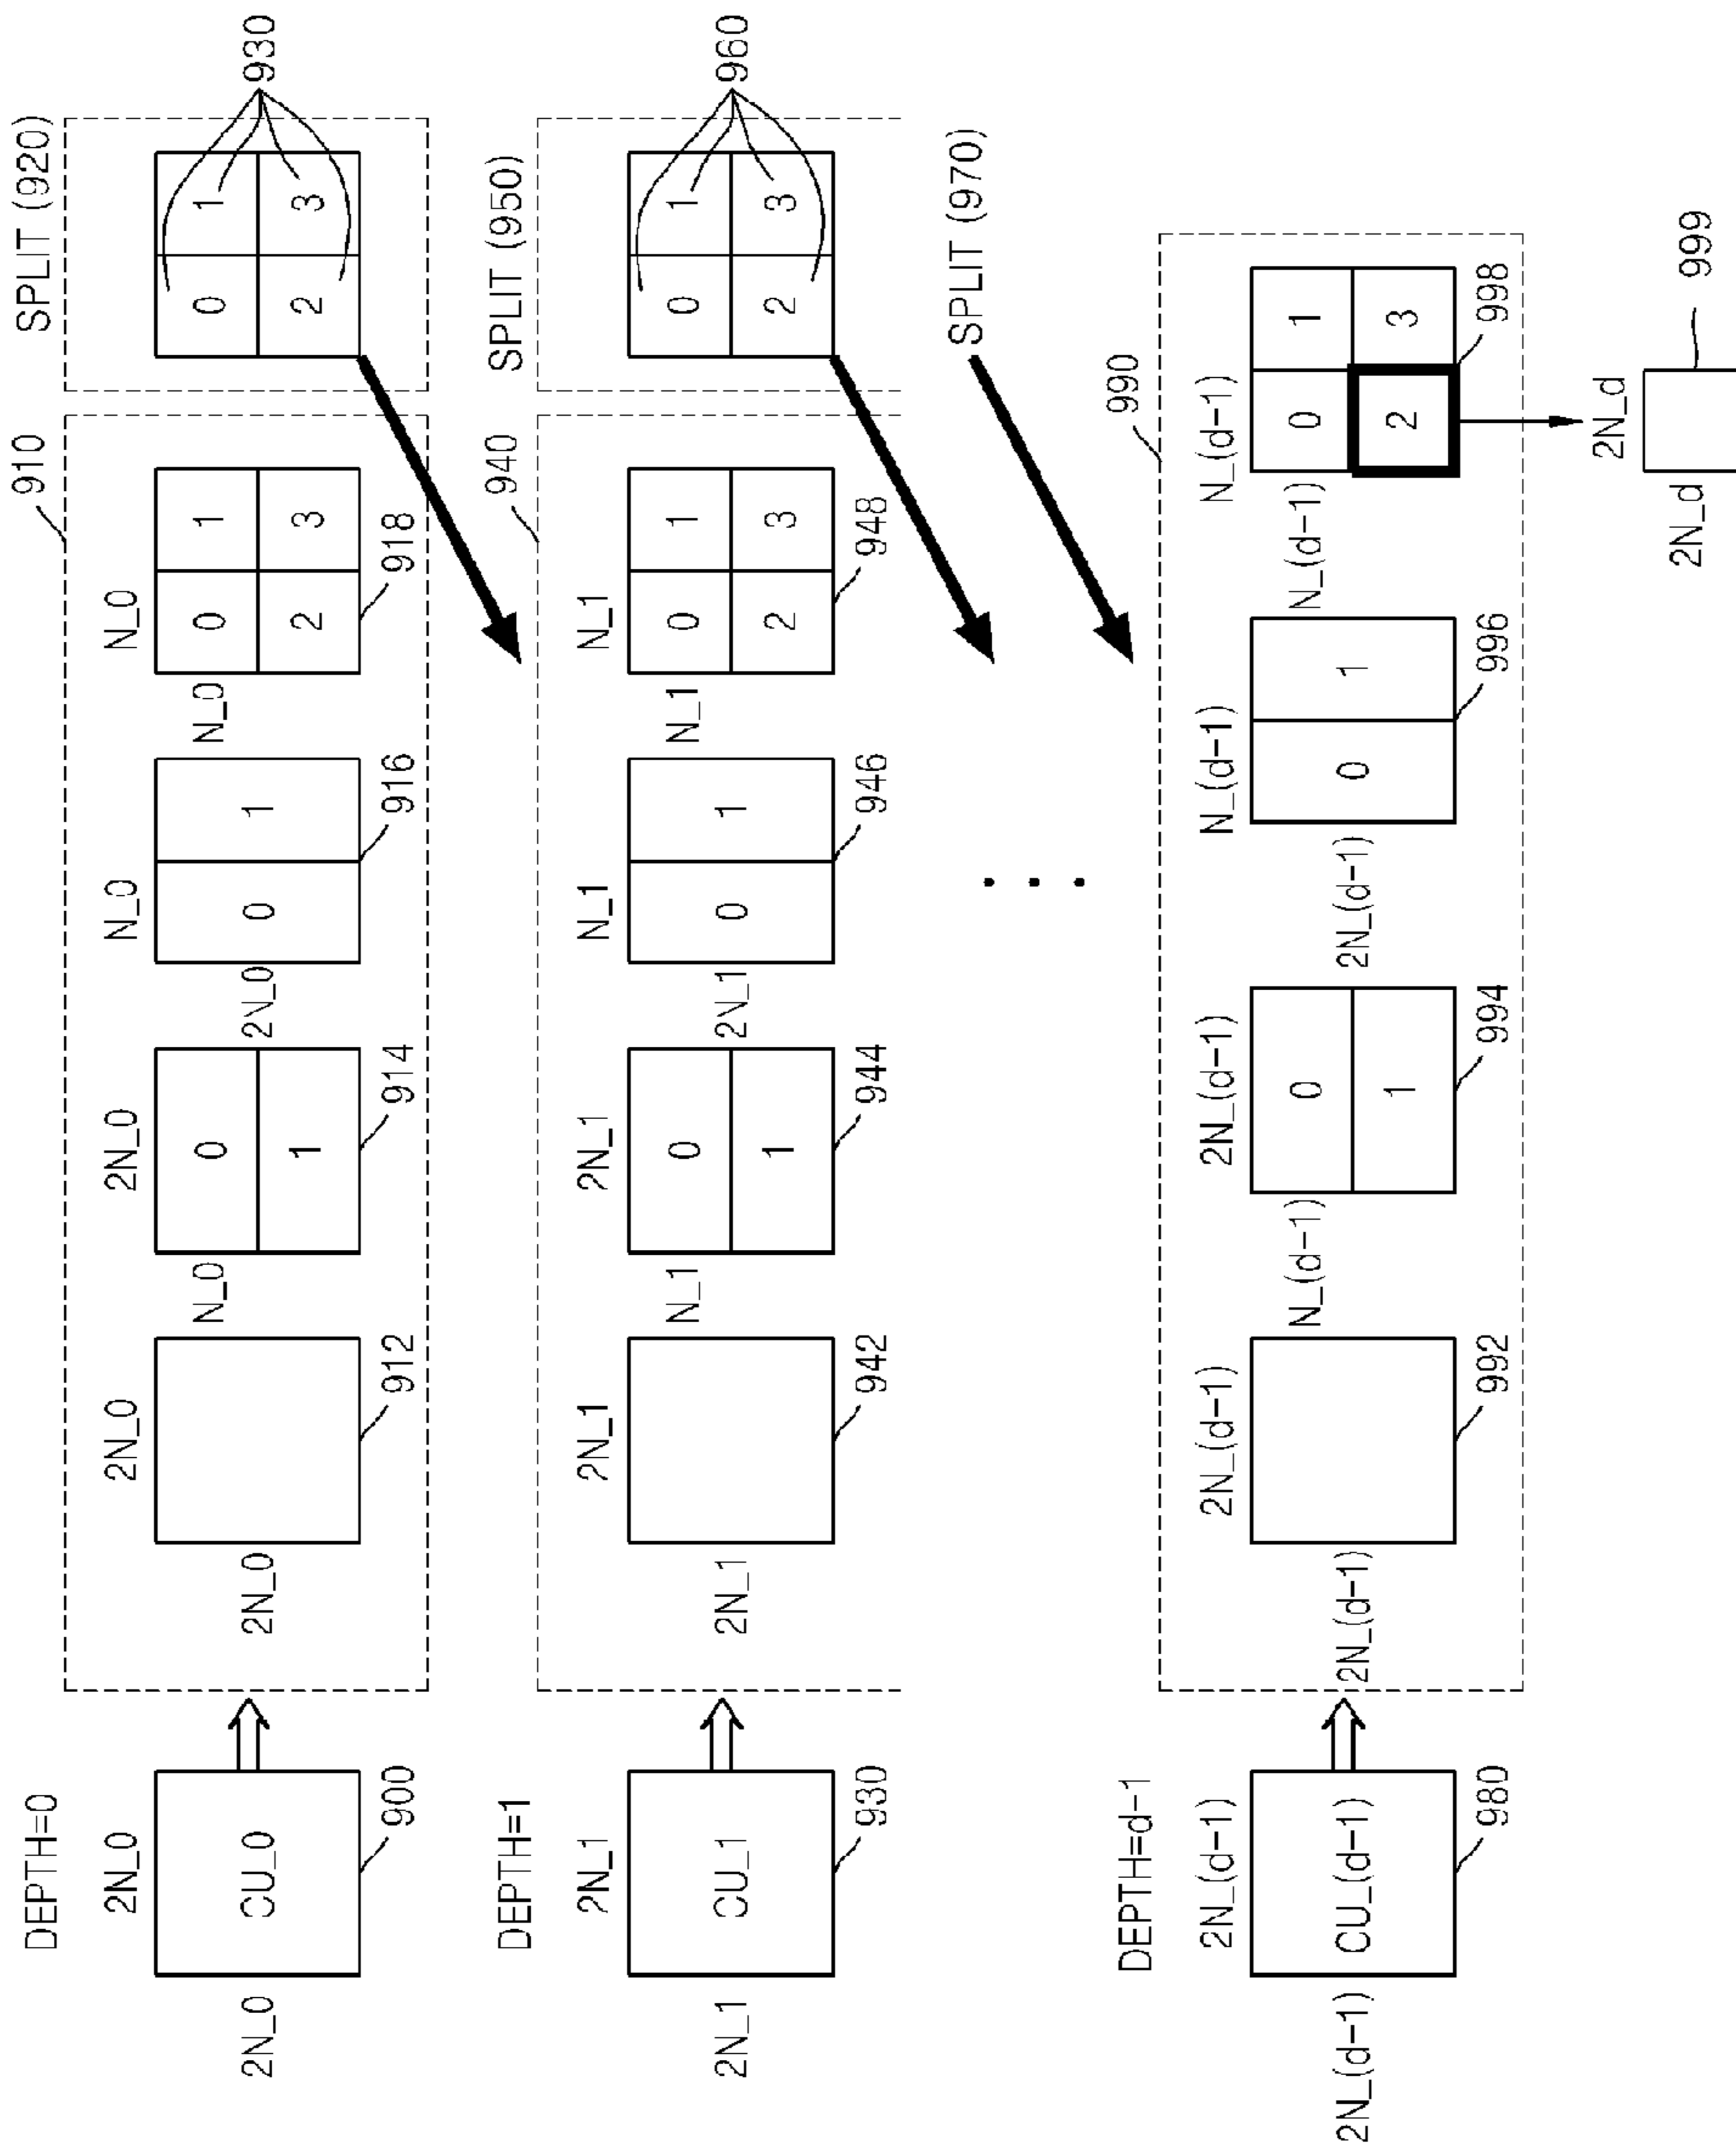 DEPTH=0
2N_0
2N_0
CU_0
900
910
2N_0
2N_0
912
2N_0
N_0
0
1
914
N_0
2N_0
0
1
916
N_0
N_0
0
1
2
3
918
SPLIT (920)
0
1
2
3
930
DEPTH=1
2N_1
2N_1
CU_1
930
940
2N_1
2N_1
942
2N_1
N_1
0
1
944
N_1
2N_1
0
1
946
N_1
N_1
0
1
2
3
948
SPLIT (950)
0
1
2
3
960
SPLIT (970)
DEPTH=d-1
2N_(d-1)
2N_(d-1)
CU_(d-1)
980
990
2N_(d-1)
2N_(d-1)
992
2N_(d-1)
N_(d-1)
0
1
994
N_(d-1)
2N_(d-1)
0
1
996
N_(d-1)
N_(d-1)
0
1
2
3
998
2N_d
2N_d
999